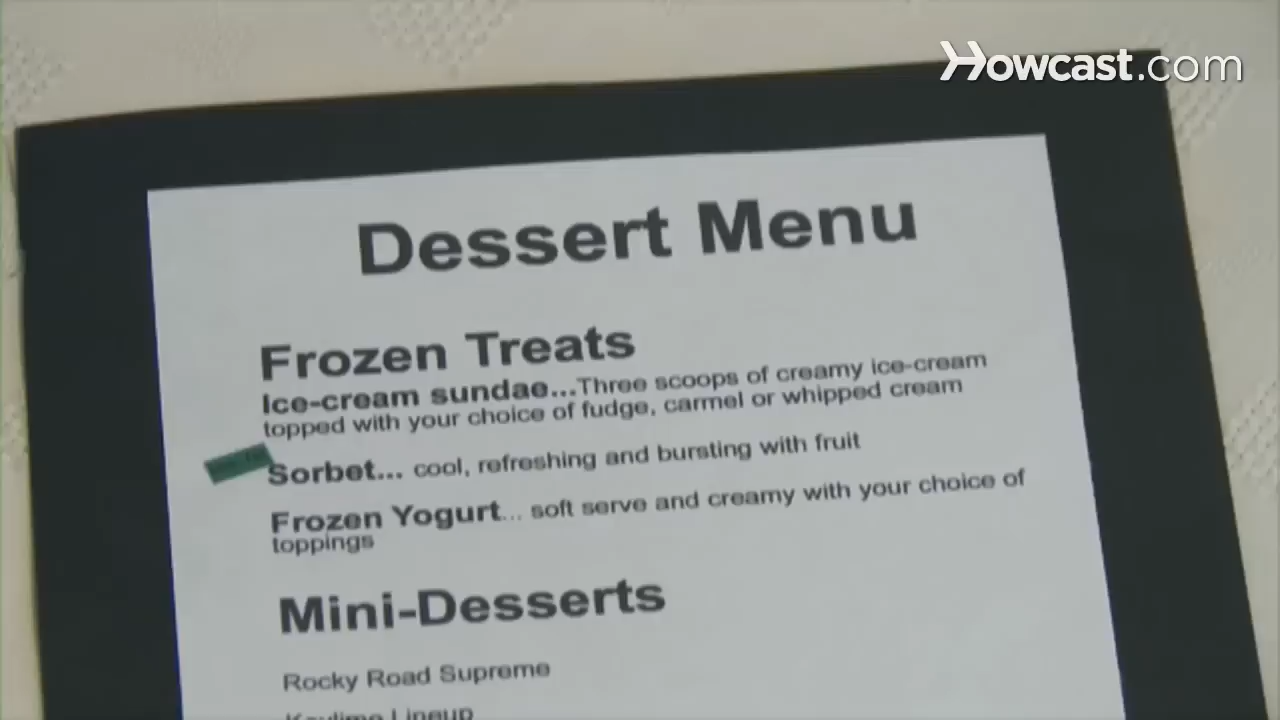 Howcast.com
Dessert Menu
Frozen Treats
Ice-cream sundae...Three scoops of creamy ice-cream
topped with your choice of fudge, carmel or whipped cream
Sorbet... cool, refreshing and bursting with fruit
Frozen Yogurt... soft serve and creamy with your choice of
toppings
Mini-Desserts
Rocky Road Supreme
Lineup